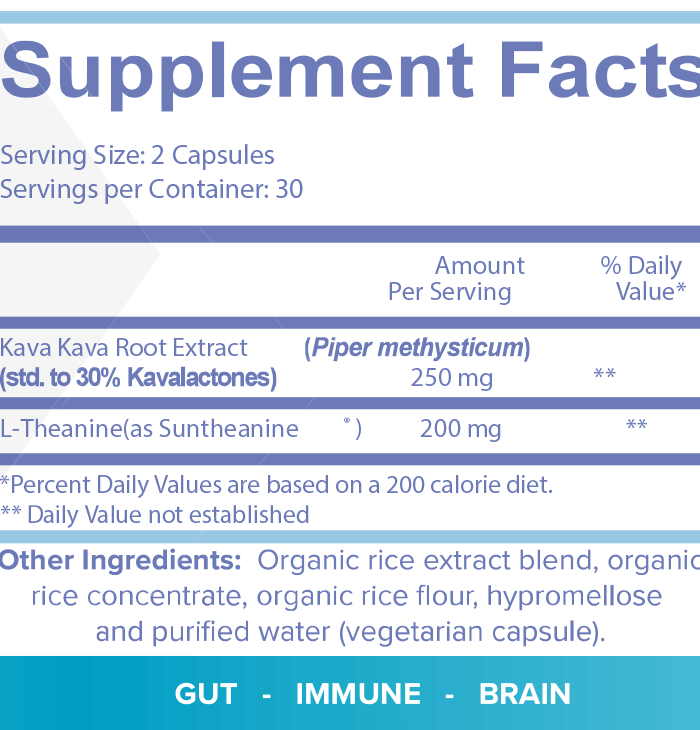 Supplement Facts
Serving Size: 2 Capsules
Servings per Container: 30
Amount % Daily
Per Serving Value*
Kava Kava Root Extract (Piper methysticum)
(std. to 30% Kavalactones) 250 mg **
L-Theanine(as Suntheanine ®) 200 mg **
*Percent Daily Values are based on a 200 calorie diet.
** Daily Value not established
Other Ingredients: Organic rice extract blend, organic
rice concentrate, organic rice flour, hypromellose
and purified water (vegetarian capsule).
GUT - IMMUNE - BRAIN